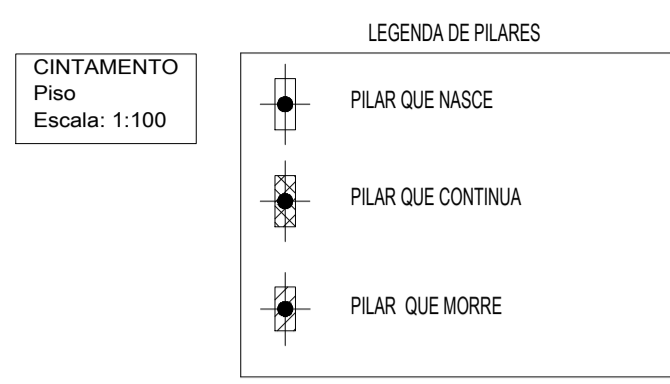 LEGENDA DE PILARES
CINTAMENTO
Piso
Escala: 1:100
PILAR QUE NASCE
PILAR QUE CONTINUA
PILAR QUE MORRE